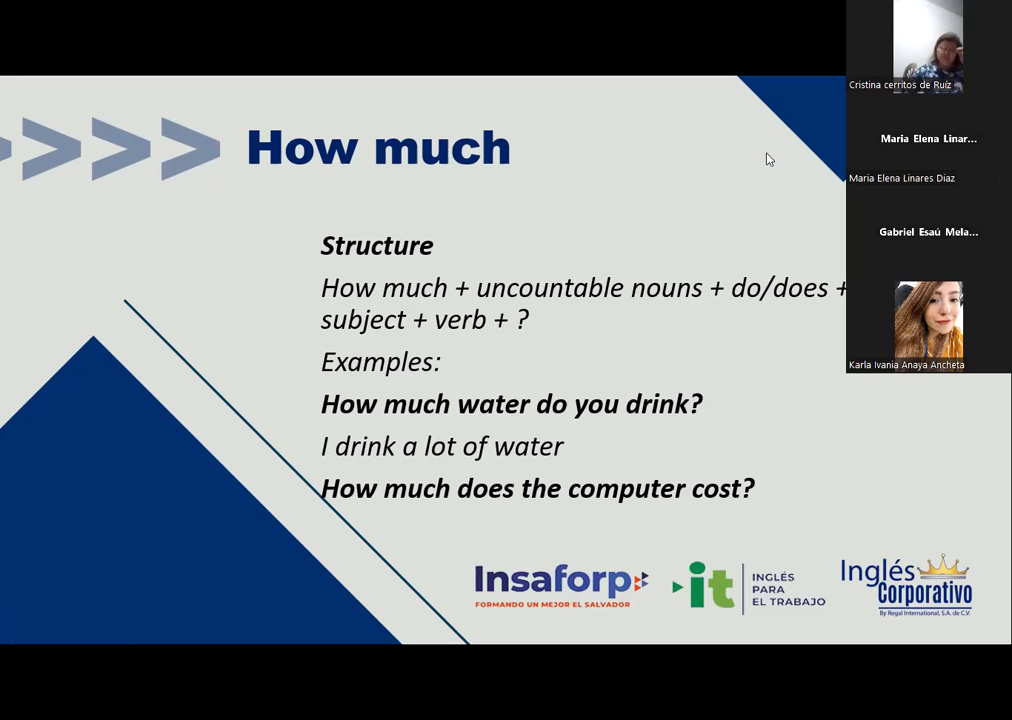 How much
Structure
How much + uncountable nouns + do/does +
subject + verb + ?
Examples:
How much water do you drink?
I drink a lot of water
How much does the computer cost?
Insaforp
FORMANDO UN MEJOR EL SALVADOR
it
INGLÉS
PARA
EL TRABAJO
Inglés
Corporativo
By Regal International, S.A. de C.V.
Cristina cerritos de Ruíz
Maria Elena Linar...
Maria Elena Linares Diaz
Gabriel Esaú Mela...
Karla Ivania Anaya Ancheta